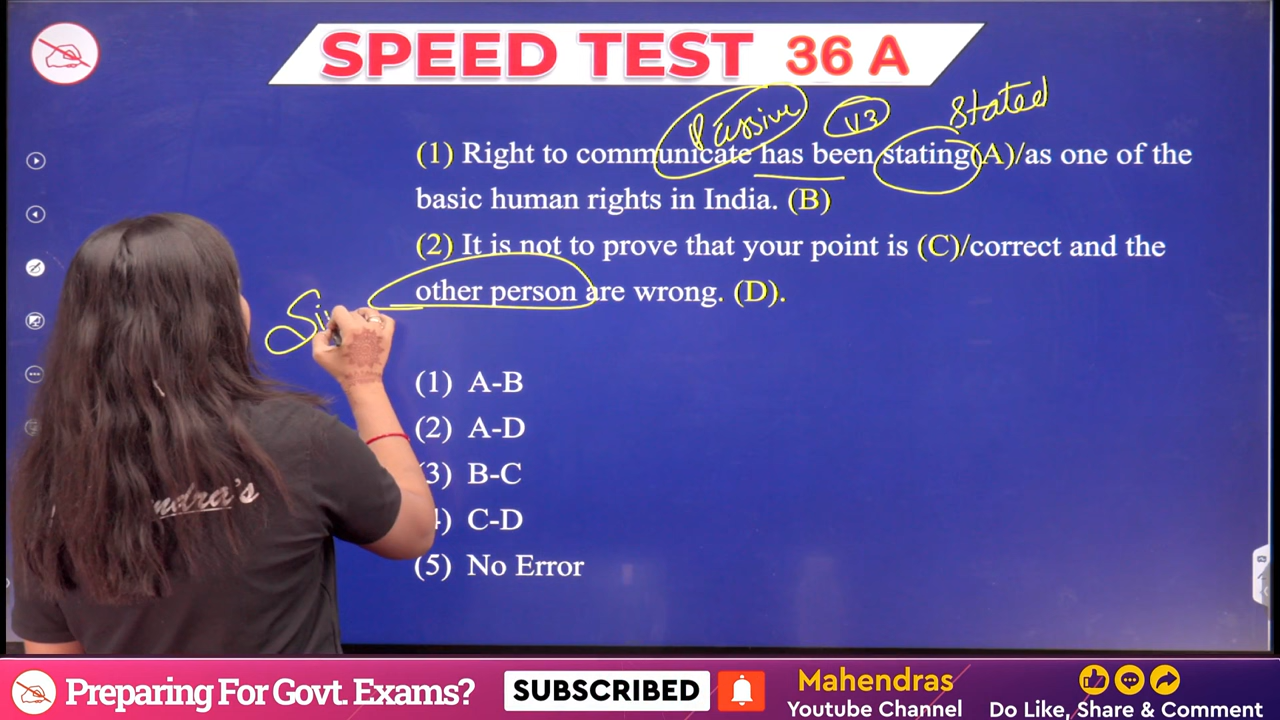 SPEED TEST 36 A
Passive V3 Stated
(1) Right to communicate has been stating(A)/as one of the
basic human rights in India. (B)
(2) It is not to prove that your point is (C)/correct and the
other person are wrong. (D).
(1) A-B
(2) A-D
3) B-C
4) C-D
(5) No Error
Preparing For Govt. Exams?
SUBSCRIBED
Mahendras
YouTube Channel
Do Like, Share & Comment